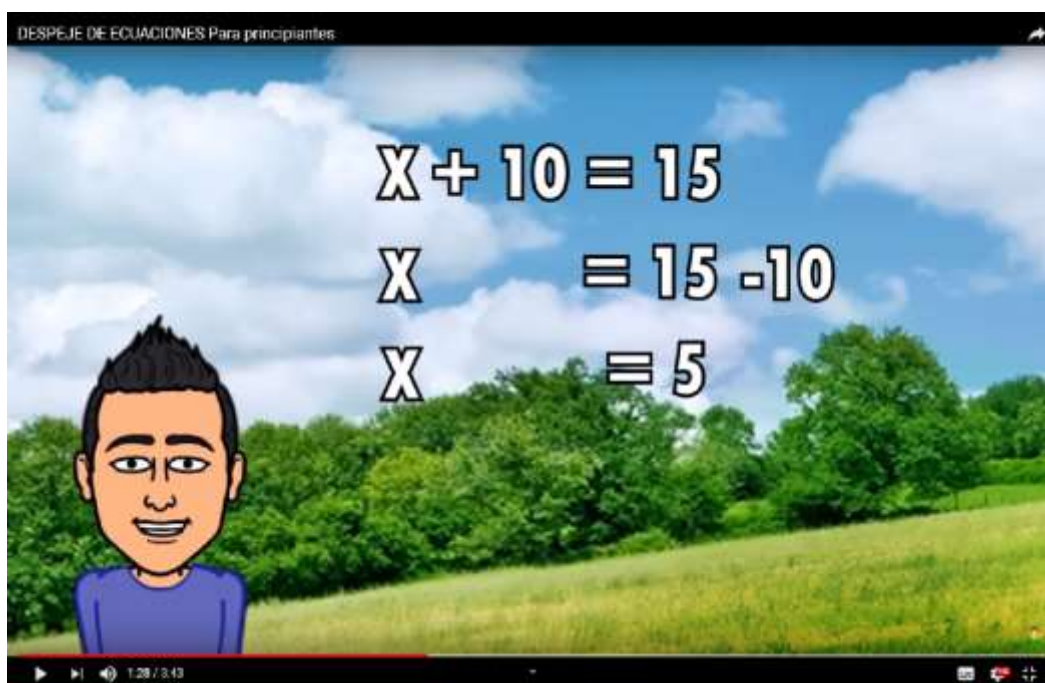 DESPEJE DE ECUACIONES Para principiantes
X + 10 = 15
X = 15 -10
X = 5
1:28 / 3:43